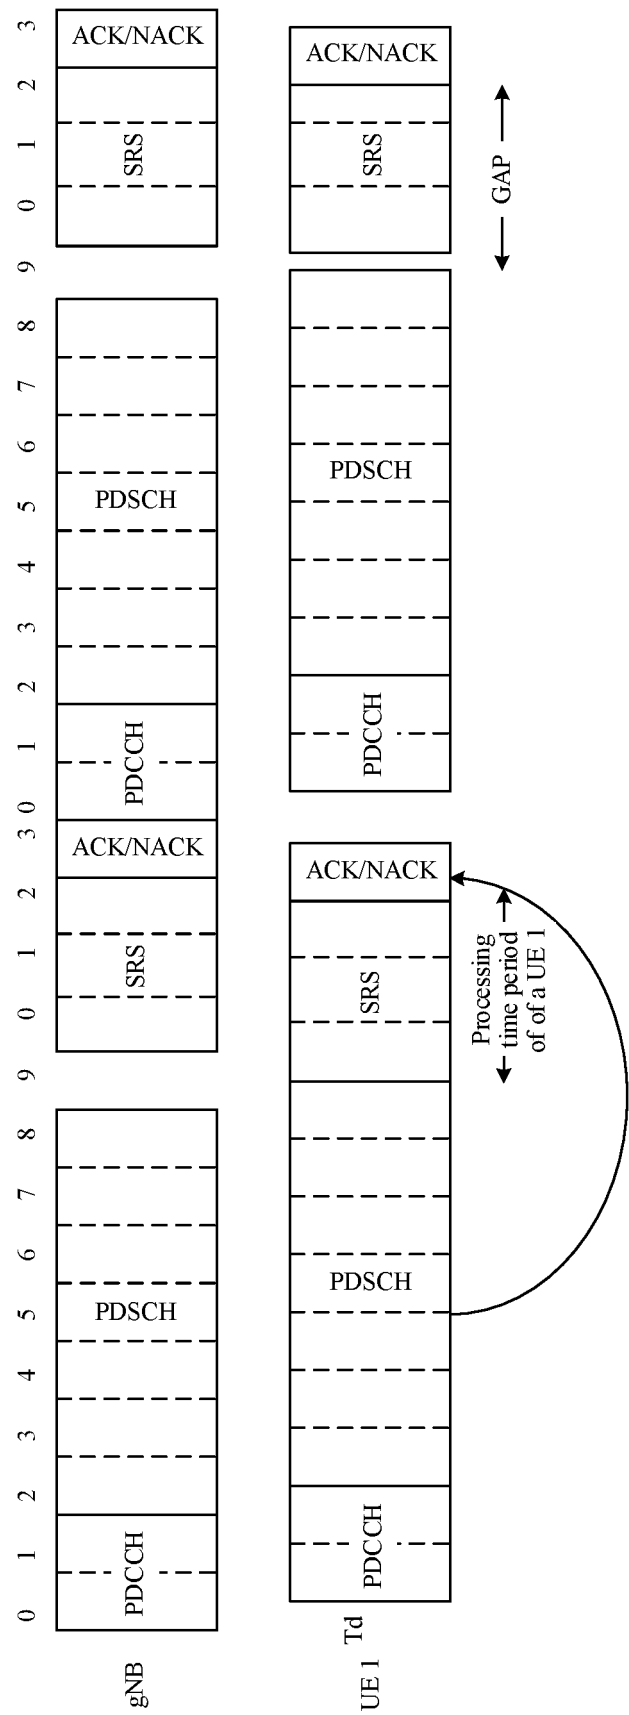 3
2
1
0
9
8
7
6
5
4
3
2
1
0
3
2
1
0
9
8
7
6
5
4
3
2
1
0
ACK/NACK
SRS
PDSCH
PDCCH
ACK/NACK
SRS
PDSCH
PDCCH
gNB
ACK/NACK
SRS
PDSCH
PDCCH
ACK/NACK
SRS
PDSCH
PDCCH
Td
UE 1
GAP
Processing
time period
of of a UE 1